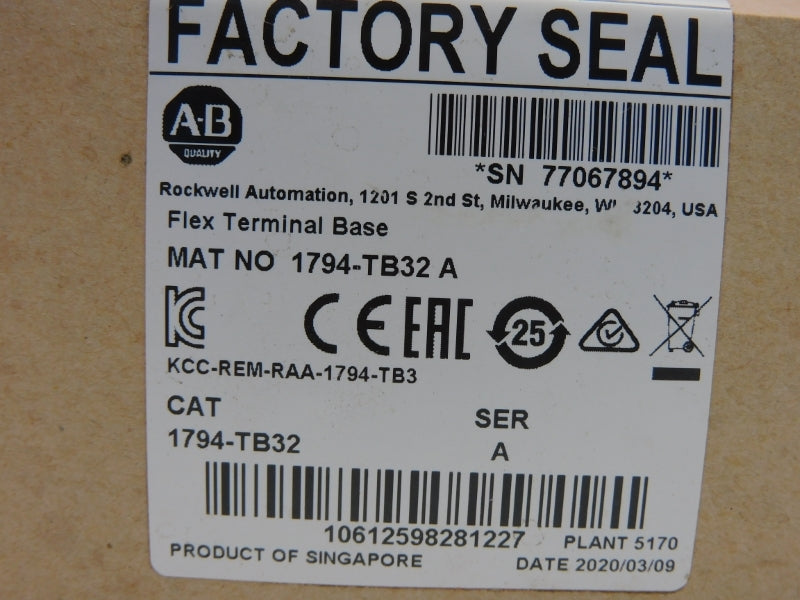 FACTORY SEAL
A-B
QUALITY
*SN 77067894*
Rockwell Automation, 1201 S 2nd St, Milwaukee, USA
Flex Terminal Base
MAT NO 1794-TB32 A
KC
CE EAC 25
KCC-REM-RAA-1794-TB3
CAT SER
1794-TB32 A
10612598281227 PLANT 5170
PRODUCT OF SINGAPORE DATE 2020/03/09